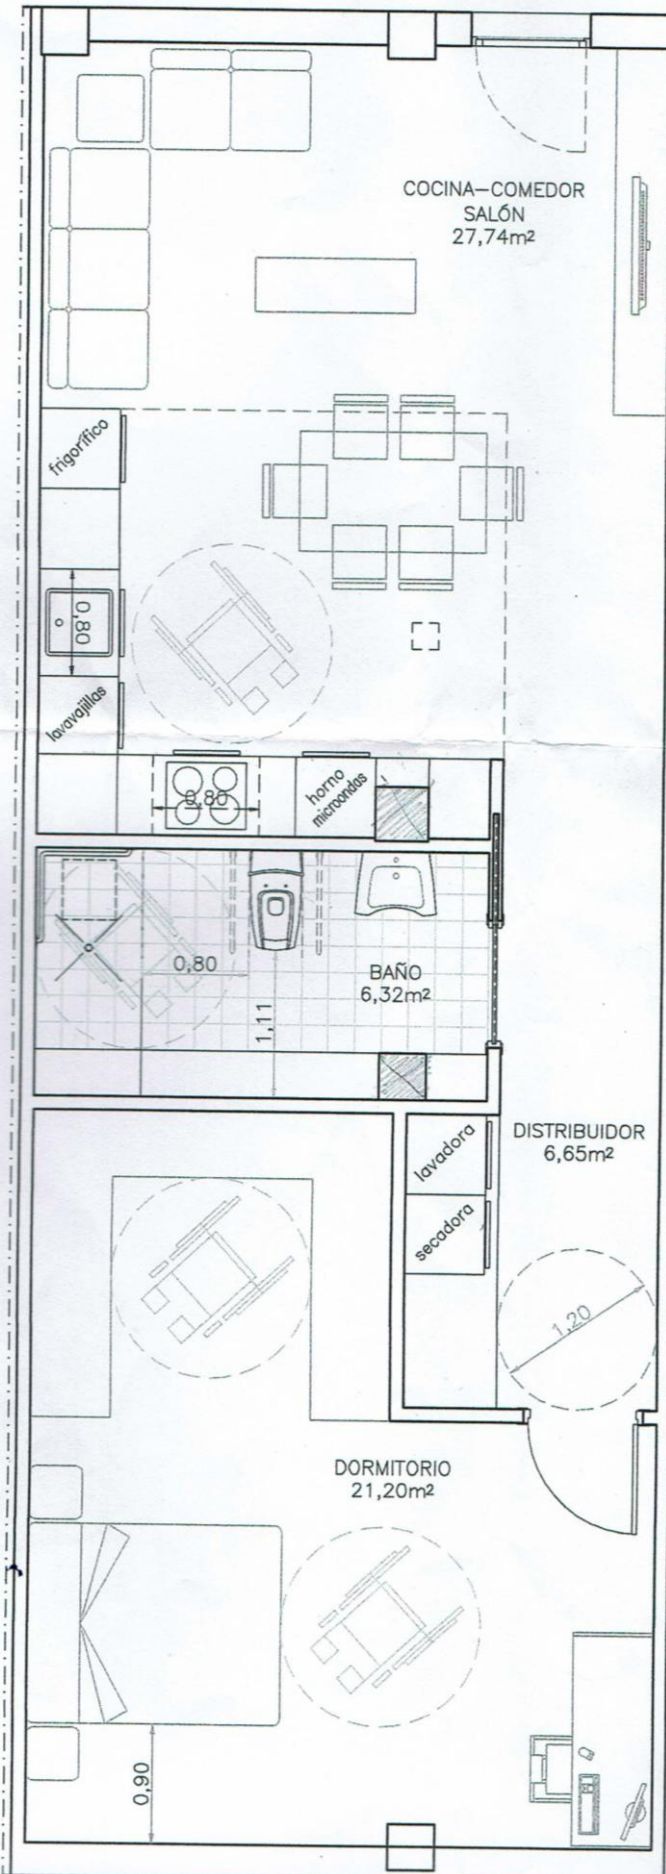 COCINA-COMEDOR
SALÓN
27,74m²
frigorífico
0,80
lavavajillas
0,80
horno
microondas
0,80
BAÑO
6,32m²
1,11
lavadora
DISTRIBUIDOR
6,65m²
secadora
1,20
DORMITORIO
21,20m²
0,90